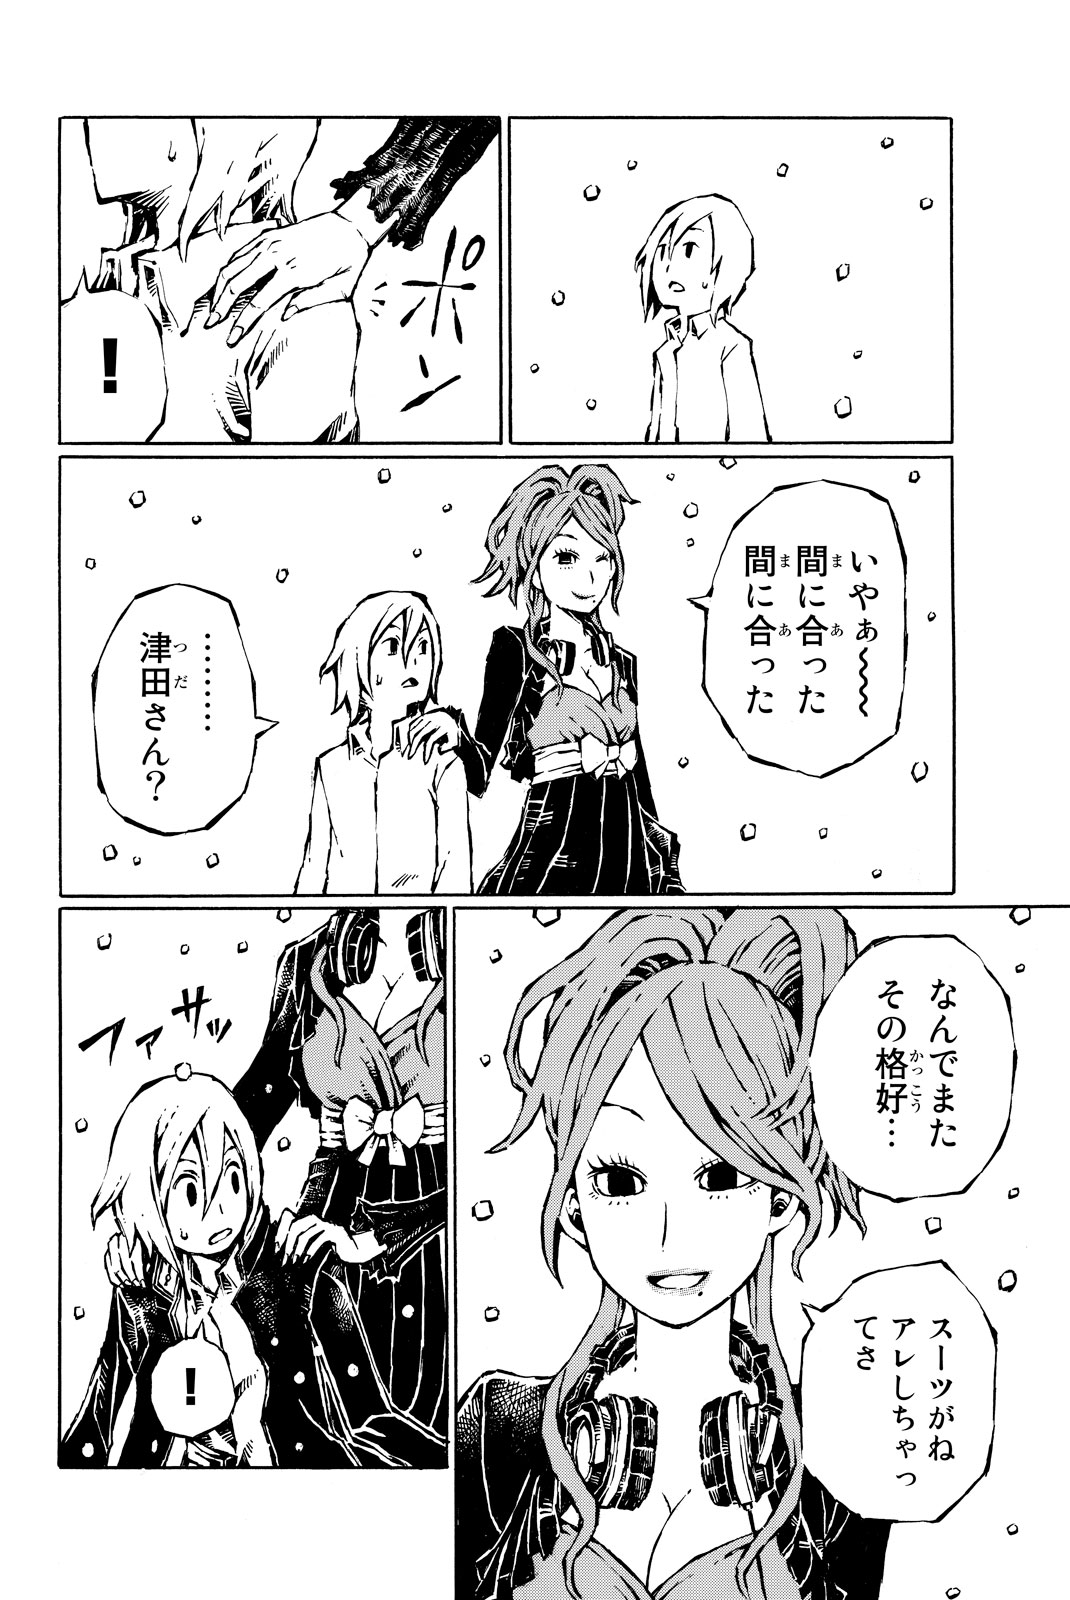 ポン
！
いやぁ〜〜〜
間に合った
間に合った
………
津田さん？
なんでまた
その格好…
スーツがね
アレしちゃっ
てさ
ファサッ
！